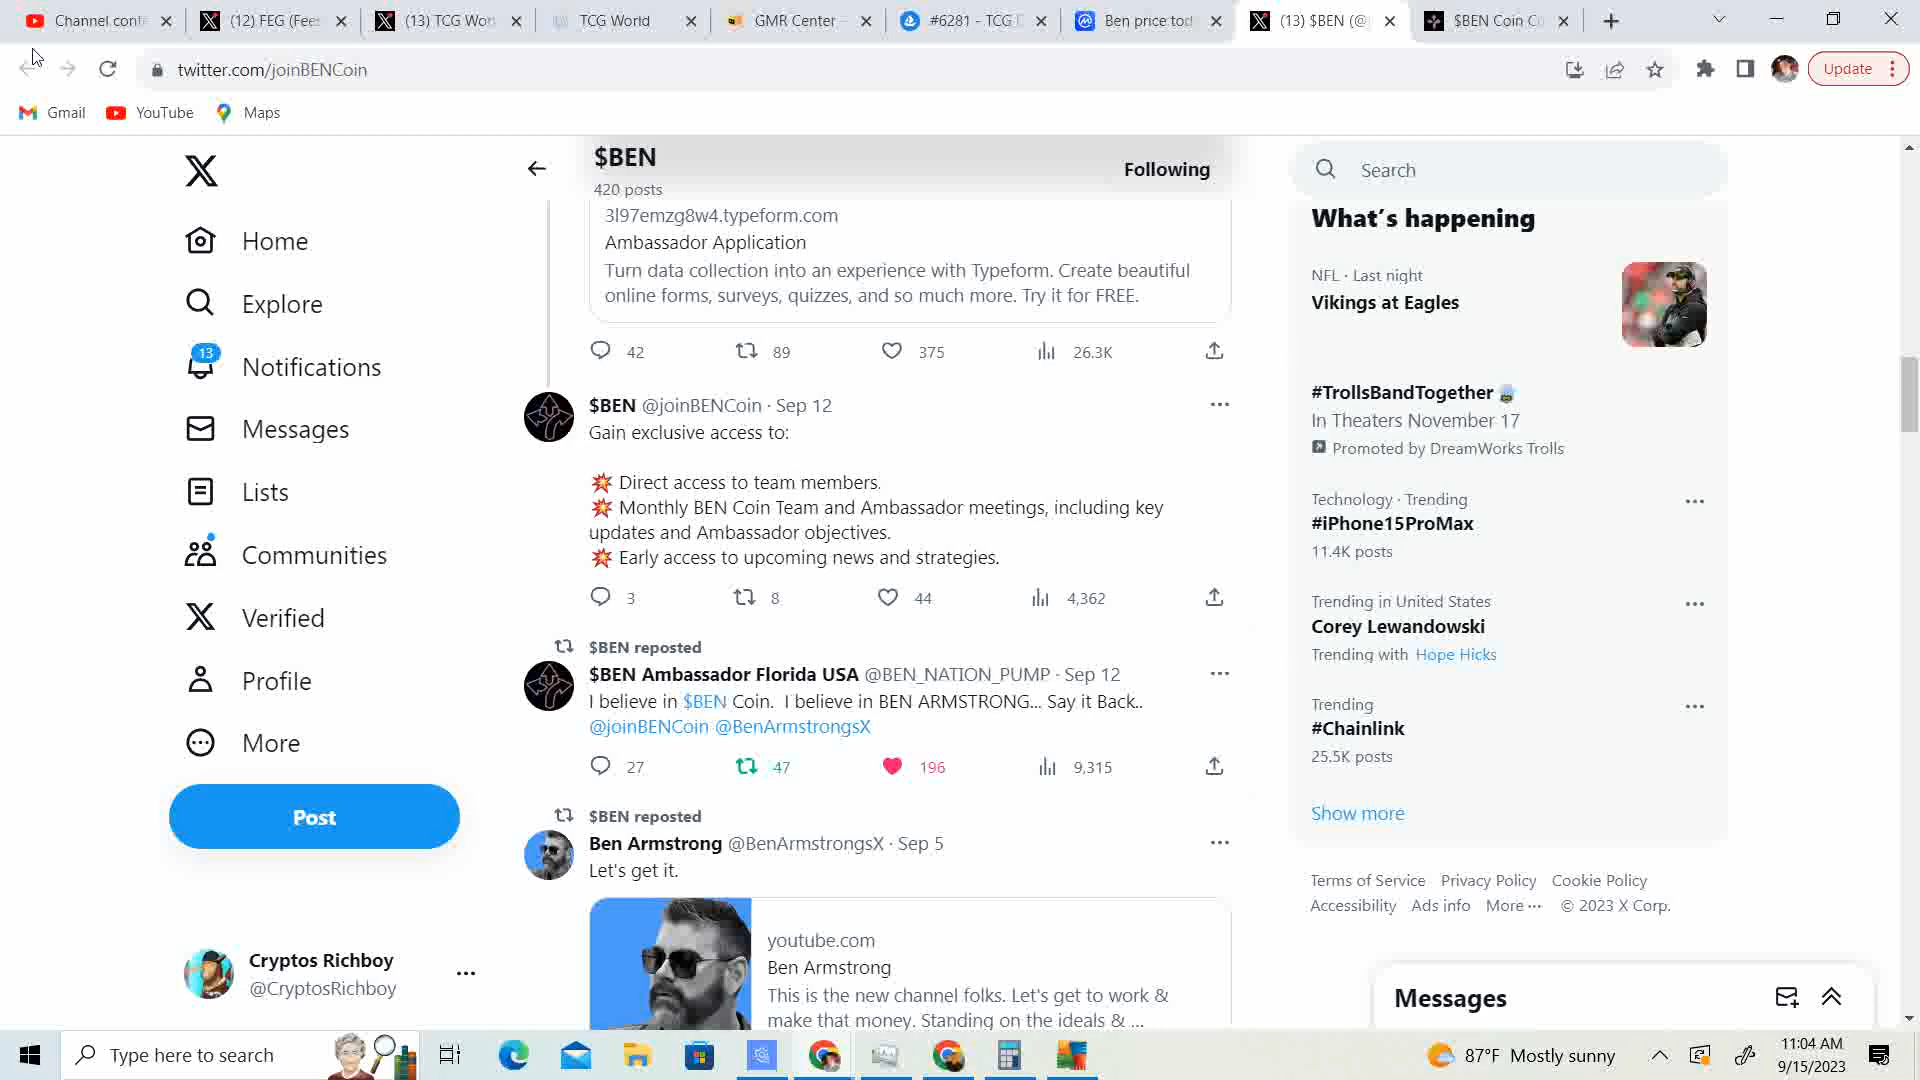 Channel cont
(12) FEG (Fee
(13) TCG Wor
TCG World
GMR Center -
#6281 - TCG
Ben price tod
(13) $BEN (@
$BEN Coin C
twitter.com/joinBENCoin
Update
Gmail
YouTube
Maps
$BEN
420 posts
Following
Search
Home
Explore
13
Notifications
Messages
Lists
Communities
Verified
Profile
More
Post
Cryptos Richboy
@CryptosRichboy
3l97emzg8w4.typeform.com
Ambassador Application
Turn data collection into an experience with Typeform. Create beautiful
online forms, surveys, quizzes, and so much more. Try it for FREE.
42 89 375 26.3K
$BEN @joinBENCoin · Sep 12
Gain exclusive access to:
💥 Direct access to team members.
💥 Monthly BEN Coin Team and Ambassador meetings, including key
updates and Ambassador objectives.
💥 Early access to upcoming news and strategies.
3 8 44 4,362
$BEN reposted
$BEN Ambassador Florida USA @BEN_NATION_PUMP · Sep 12
I believe in $BEN Coin. I believe in BEN ARMSTRONG... Say it Back..
@joinBENCoin @BenArmstrongsX
27 47 196 9,315
$BEN reposted
Ben Armstrong @BenArmstrongsX · Sep 5
Let's get it.
youtube.com
Ben Armstrong
This is the new channel folks. Let's get to work &
make that money. Standing on the ideals & ...
What's happening
NFL · Last night
Vikings at Eagles
#TrollsBandTogether
In Theaters November 17
Promoted by DreamWorks Trolls
Technology · Trending
#iPhone15ProMax
11.4K posts
Trending in United States
Corey Lewandowski
Trending with Hope Hicks
Trending
#Chainlink
25.5K posts
Show more
Terms of Service Privacy Policy Cookie Policy
Accessibility Ads info More ··· © 2023 X Corp.
Messages
Type here to search
87°F Mostly sunny
11:04 AM
9/15/2023